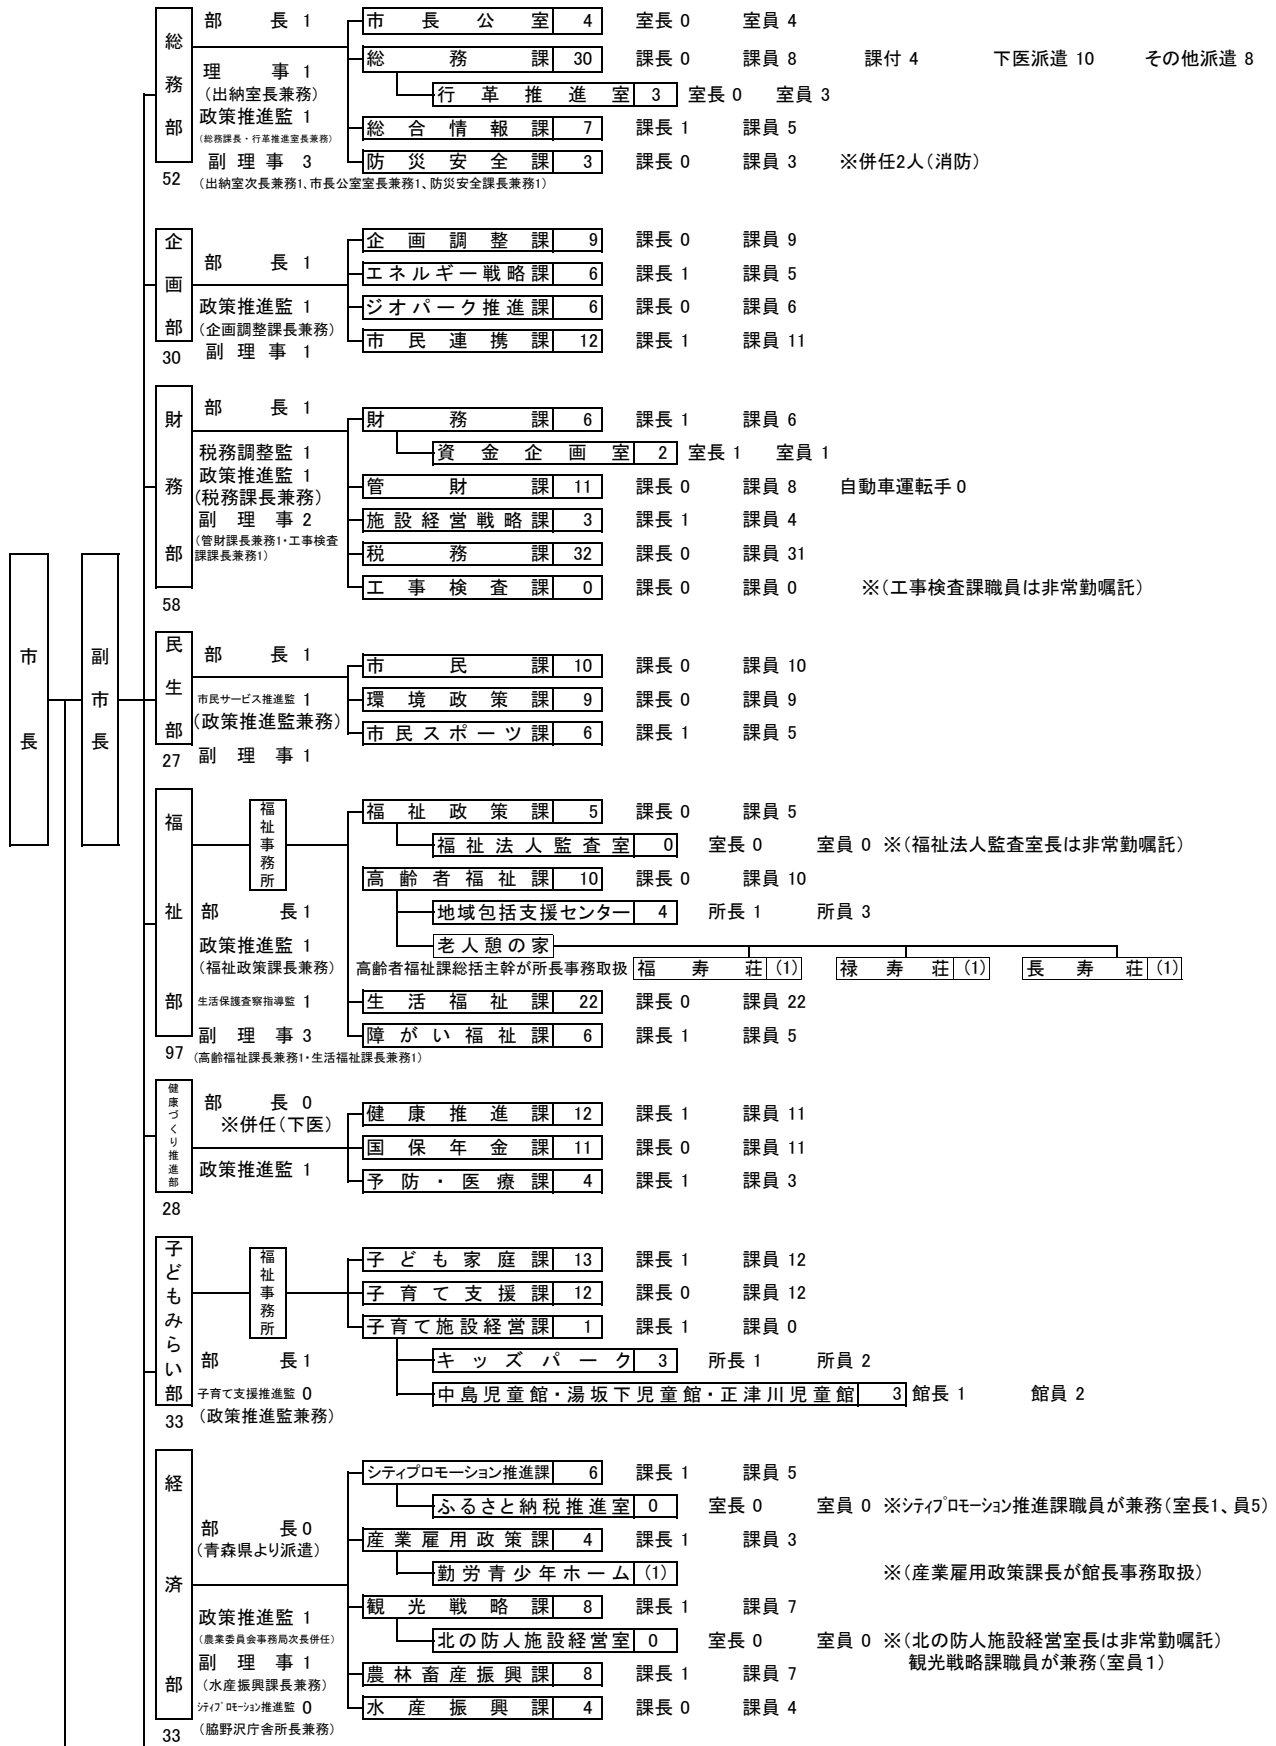 市長
副市長
総務部
52
部長 1
理事 1
(出納室長兼務)
政策推進監 1
(総務課長・行革推進室長兼務)
副理事 3
(出納室次長兼務1、市長公室室長兼務1、防災安全課長兼務1)
市長公室 4 室長 0 室員 4
総務課 30 課長 0 課員 8 課付 4 下医派遣 10 その他派遣 8
行革推進室 3 室長 0 室員 3
総合情報課 7 課長 1 課員 5
防災安全課 3 課長 0 課員 3 ※併任2人(消防)
企画部
30
部長 1
政策推進監 1
(企画調整課長兼務)
副理事 1
企画調整課 9 課長 0 課員 9
エネルギー戦略課 6 課長 1 課員 5
ジオパーク推進課 6 課長 0 課員 6
市民連携課 12 課長 1 課員 11
財務部
58
部長 1
税務調整監 1
政策推進監 1
(税務課長兼務)
副理事 2
(管財課長兼務1・工事検査
課課長兼務1)
財務課 6 課長 1 課員 6
資金企画室 2 室長 1 室員 1
管財課 11 課長 0 課員 8 自動車運転手 0
施設経営戦略課 3 課長 1 課員 4
税務課 32 課長 0 課員 31
工事検査課 0 課長 0 課員 0 ※(工事検査課職員は非常勤嘱託)
民生部
27
部長 1
市民サービス推進監 1
(政策推進監兼務)
副理事 1
市民課 10 課長 0 課員 10
環境政策課 9 課長 0 課員 9
市民スポーツ課 6 課長 1 課員 5
福祉部
97
福祉事務所
部長 1
政策推進監 1
(福祉政策課長兼務)
生活保護査察指導監 1
副理事 3
(高齢福祉課長兼務1・生活福祉課長兼務1)
福祉政策課 5 課長 0 課員 5
福祉法人監査室 0 室長 0 室員 0 ※(福祉法人監査室長は非常勤嘱託)
高齢者福祉課 10 課長 0 課員 10
地域包括支援センター 4 所長 1 所員 3
老人憩の家
高齢者福祉課総括主幹が所長事務取扱 福寿荘 (1) 禄寿荘 (1) 長寿荘 (1)
生活福祉課 22 課長 0 課員 22
障がい福祉課 6 課長 1 課員 5
健康づくり推進部
28
部長 0
※併任(下医)
政策推進監 1
健康推進課 12 課長 1 課員 11
国保年金課 11 課長 0 課員 11
予防・医療課 4 課長 1 課員 3
子どもみらい部
33
福祉事務所
部長 1
子育て支援推進監 0
(政策推進監兼務)
子ども家庭課 13 課長 1 課員 12
子育て支援課 12 課長 0 課員 12
子育て施設経営課 1 課長 1 課員 0
キッズパーク 3 所長 1 所員 2
中島児童館・湯坂下児童館・正津川児童館 3 館長 1 館員 2
経済部
33
部長 0
(青森県より派遣)
政策推進監 1
(農業委員会事務局次長併任)
副理事 1
(水産振興課長兼務)
シティプロモーション推進監 0
(脇野沢庁舎所長兼務)
シティプロモーション推進課 6 課長 1 課員 5
ふるさと納税推進室 0 室長 0 室員 0 ※シティプロモーション推進課職員が兼務(室長1、員5)
産業雇用政策課 4 課長 1 課員 3
勤労青少年ホーム (1) ※(産業雇用政策課長が館長事務取扱)
観光戦略課 8 課長 1 課員 7
北の防人施設経営室 0 室長 0 室員 0 ※(北の防人施設経営室長は非常勤嘱託)
観光戦略課職員が兼務(室員1)
農林畜産振興課 8 課長 1 課員 7
水産振興課 4 課長 0 課員 4